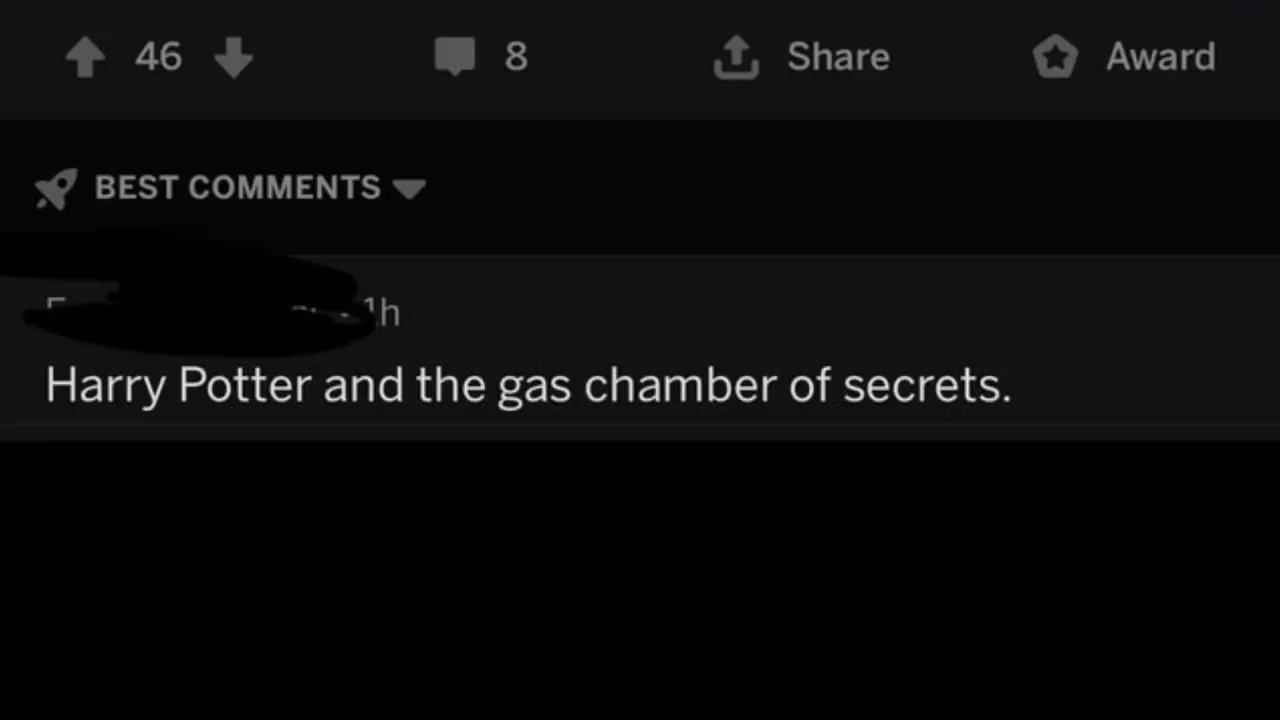 46 8 Share Award
BEST COMMENTS
1h
Harry Potter and the gas chamber of secrets.